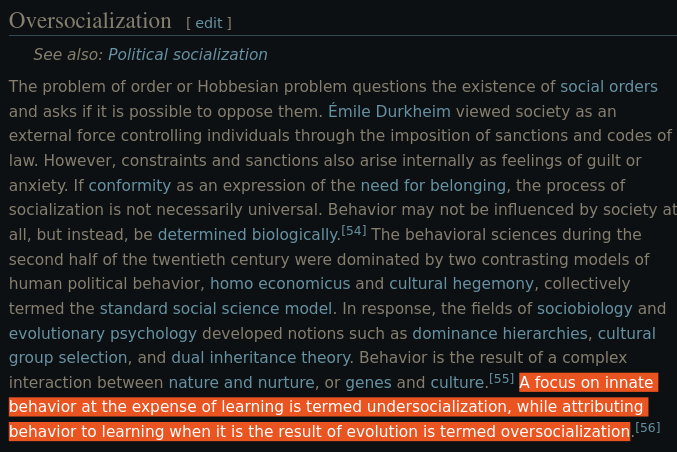 Oversocialization [ edit ]
See also: Political socialization
The problem of order or Hobbesian problem questions the existence of social orders
and asks if it is possible to oppose them. Émile Durkheim viewed society as an
external force controlling individuals through the imposition of sanctions and codes of
law. However, constraints and sanctions also arise internally as feelings of guilt or
anxiety. If conformity as an expression of the need for belonging, the process of
socialization is not necessarily universal. Behavior may not be influenced by society at
all, but instead, be determined biologically.[54] The behavioral sciences during the
second half of the twentieth century were dominated by two contrasting models of
human political behavior, homo economicus and cultural hegemony, collectively
termed the standard social science model. In response, the fields of sociobiology and
evolutionary psychology developed notions such as dominance hierarchies, cultural
group selection, and dual inheritance theory. Behavior is the result of a complex
interaction between nature and nurture, or genes and culture.[55] A focus on innate
behavior at the expense of learning is termed undersocialization, while attributing
behavior to learning when it is the result of evolution is termed oversocialization.[56]